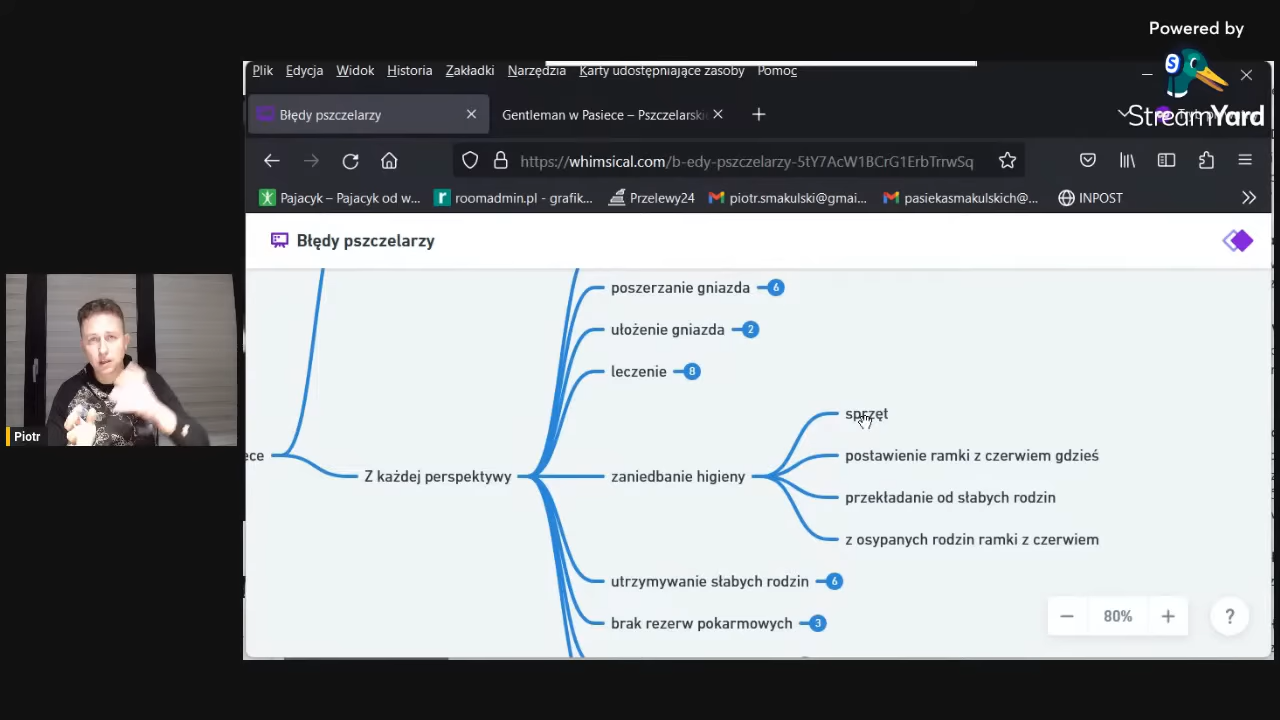 Powered by
StreamYard
Plik Edycja Widok Historia Zakładki Narzędzia Karty udostępniające zasoby Pomoc
Błędy pszczelarzy
Gentleman w Pasiece – Pszczelarski
https://whimsical.com/b-edy-pszczelarzy-5tY7AcW1BCrG1ErbTrrwSq
Pajacyk – Pajacyk od w...
roomadmin.pl - grafik...
Przelewy24
piotr.smakulski@gmai...
pasiekasmakulskich@...
INPOST
Błędy pszczelarzy
poszerzanie gniazda 6
ułożenie gniazda 2
leczenie 8
sprzęt
postawienie ramki z czerwiem gdzieś
Z każdej perspektywy
zaniedbanie higieny
przekładanie od słabych rodzin
z osypanych rodzin ramki z czerwiem
utrzymywanie słabych rodzin 6
brak rezerw pokarmowych 3
80%
?
Piotr